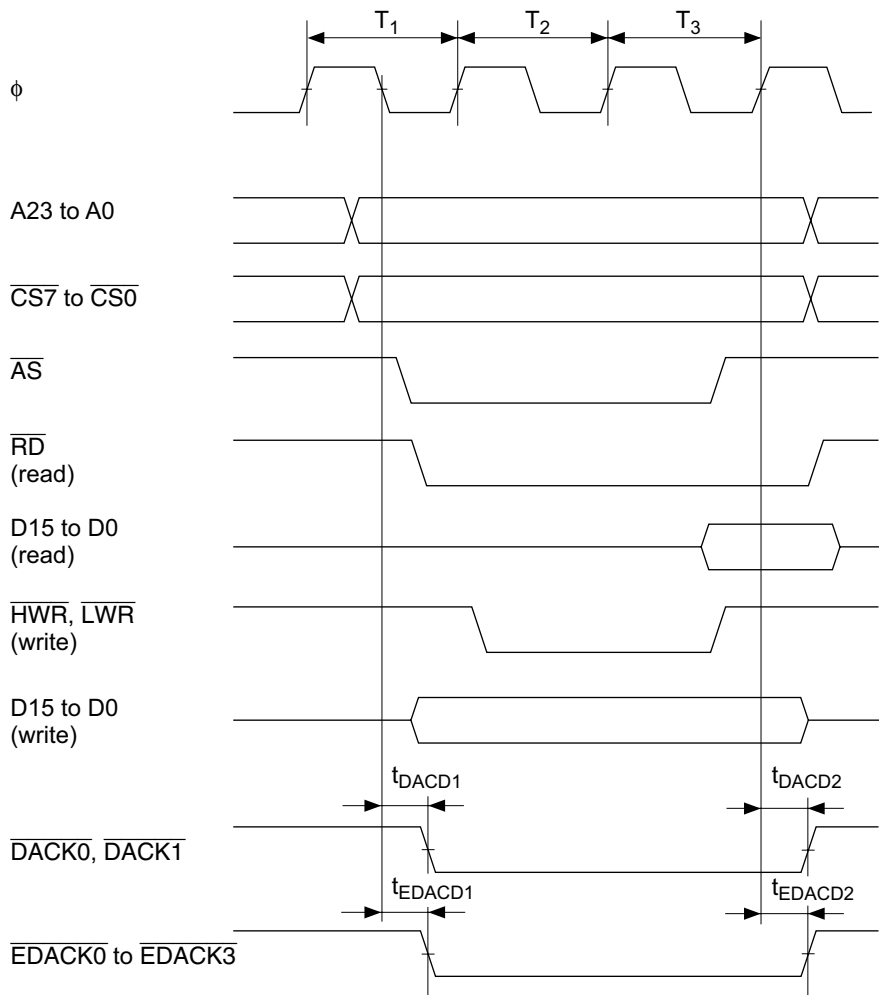 T1 T2 T3
ϕ
A23 to A0
CS7 to CS0
AS
RD
(read)
D15 to D0
(read)
HWR, LWR
(write)
D15 to D0
(write)
tDACD1 tDACD2
DACK0, DACK1
tEDACD1 tEDACD2
EDACK0 to EDACK3